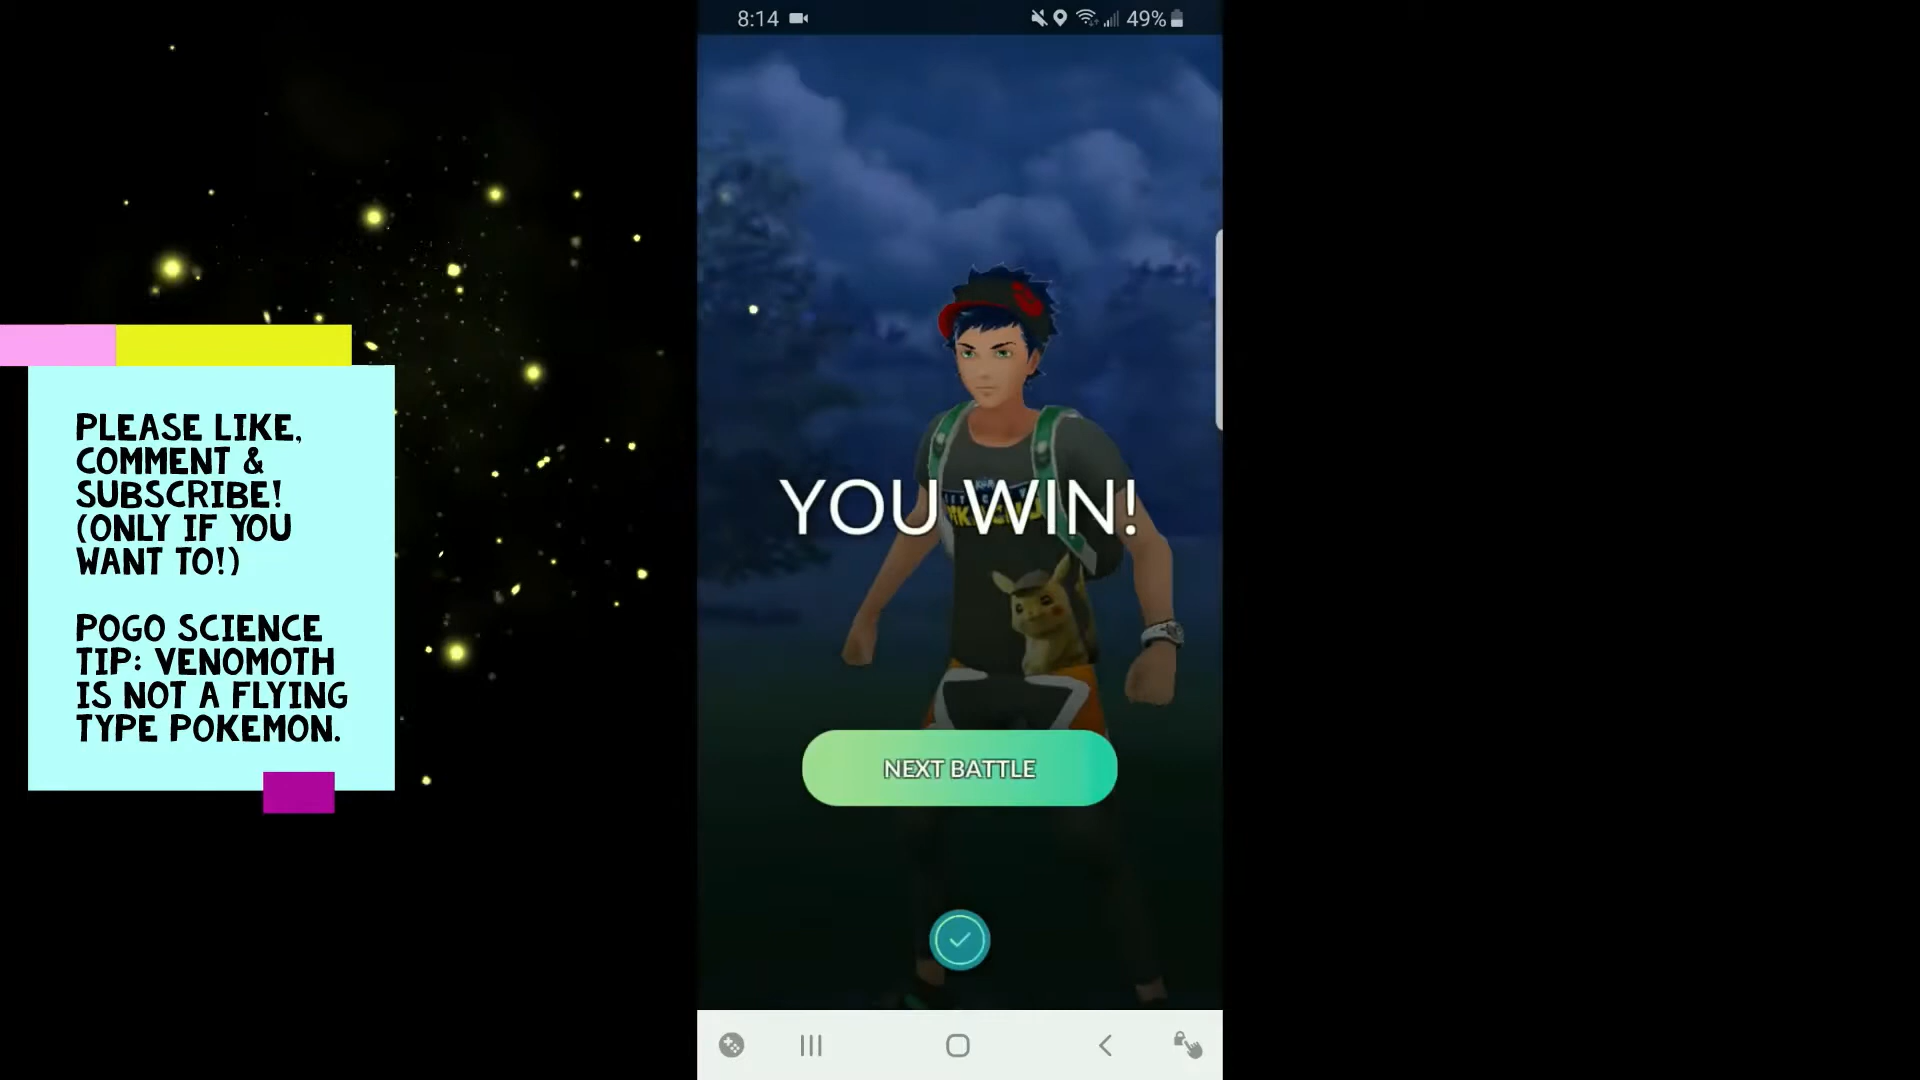 8:14
49%
PLEASE LIKE,
COMMENT &
SUBSCRIBE!
(ONLY IF YOU
WANT TO!)
POGO SCIENCE
TIP: VENOMOTH
IS NOT A FLYING
TYPE POKEMON.
YOU WIN!
NEXT BATTLE